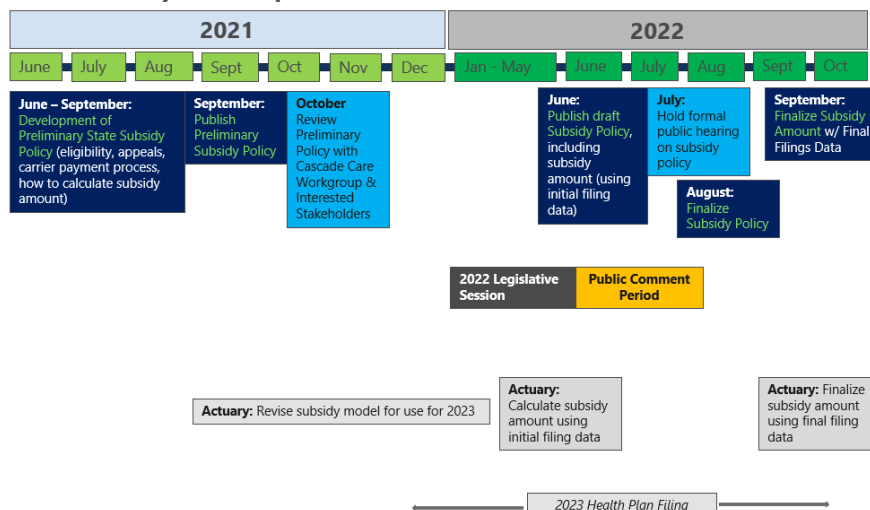 2021
2022
June
July
Aug
Sept
Oct
Nov
Dec
Jan - May
June
July
Aug
Sept
Oct
June – September:
Development of
Preliminary State Subsidy
Policy (eligibility, appeals,
carrier payment process,
how to calculate subsidy
amount)
September:
Publish
Preliminary
Subsidy Policy
October
Review
Preliminary
Policy with
Cascade Care
Workgroup &
Interested
Stakeholders
June:
Publish draft
Subsidy Policy,
including
subsidy
amount (using
initial filing
data)
July:
Hold formal
public hearing
on subsidy
policy
August:
Finalize
Subsidy Policy
September:
Finalize Subsidy
Amount w/ Final
Filings Data
2022 Legislative
Session
Public Comment
Period
Actuary: Revise subsidy model for use for 2023
Actuary:
Calculate subsidy
amount using
initial filing data
Actuary: Finalize
subsidy amount
using final filing
data
2023 Health Plan Filing